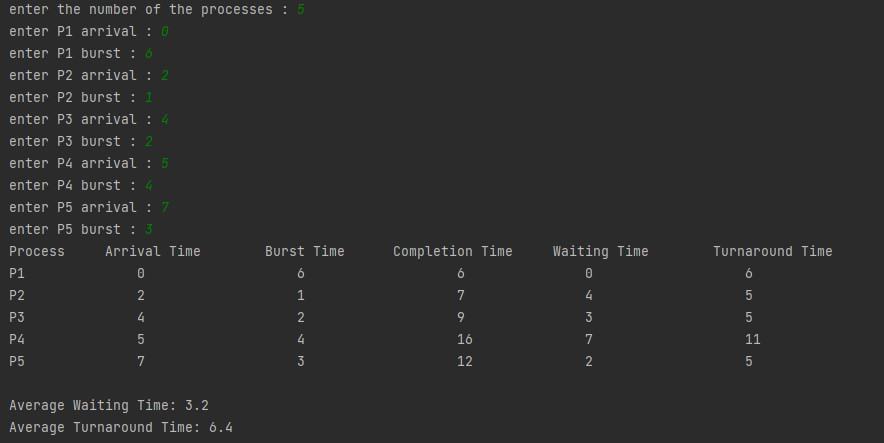 enter the number of the processes : 5
enter P1 arrival : 0
enter P1 burst : 6
enter P2 arrival : 2
enter P2 burst : 1
enter P3 arrival : 4
enter P3 burst : 2
enter P4 arrival : 5
enter P4 burst : 4
enter P5 arrival : 7
enter P5 burst : 3
Process Arrival Time Burst Time Completion Time Waiting Time Turnaround Time
P1 0 6 6 0 6
P2 2 1 7 4 5
P3 4 2 9 3 5
P4 5 4 16 7 11
P5 7 3 12 2 5
Average Waiting Time: 3.2
Average Turnaround Time: 6.4